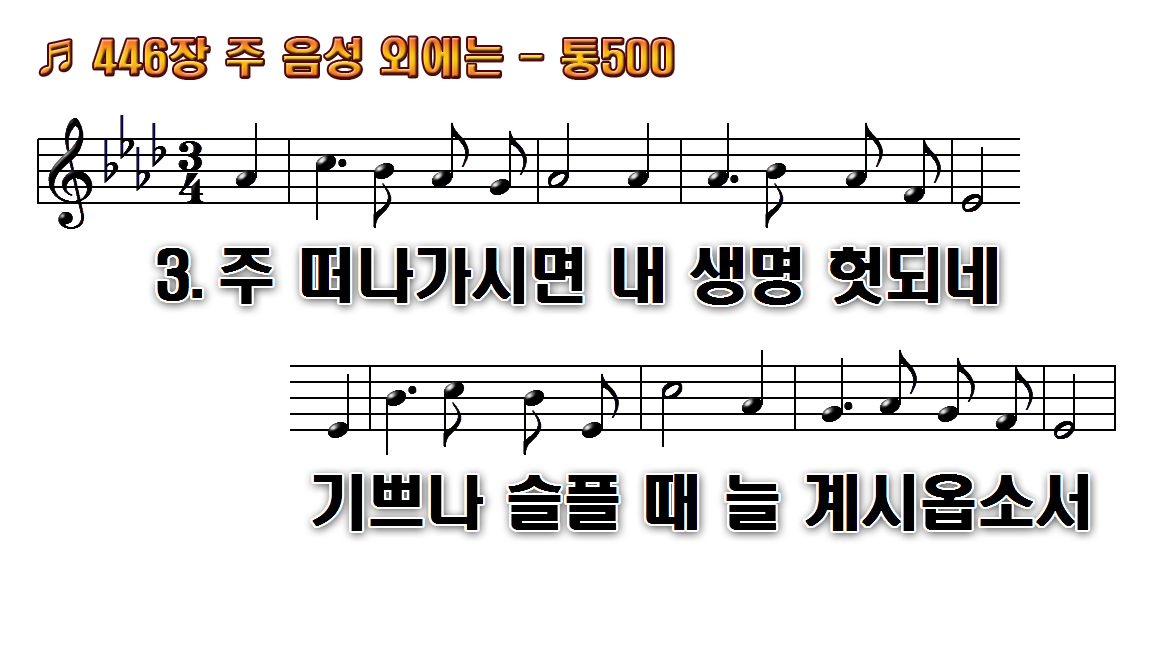 ♬ 446장 주 음성 외에는 - 통500
3
4
3. 주 떠나가시면 내 생명 헛되네
기쁘나 슬플 때 늘 계시옵소서